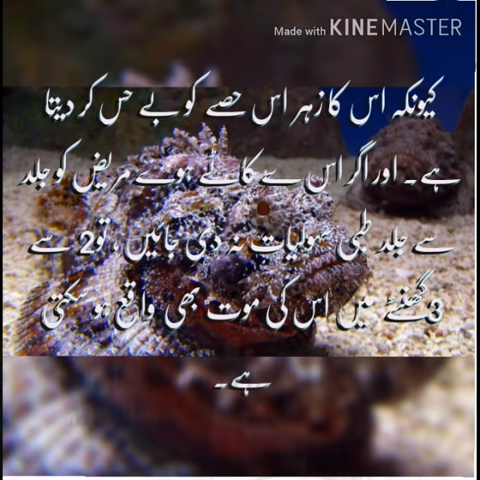 Made with KINEMASTER
کیونکہ اس کا زہر اس حصے کو بے حس کر دیتا
ہے۔ اور اگر اس سے کاٹے ہوے مریض کو جلد
سے جلد طبی سہولیات نہ دی جائیں، تو 2 سے
3 گھنٹے میں اس کی موت بھی واقع ہو سکتی
ہے۔